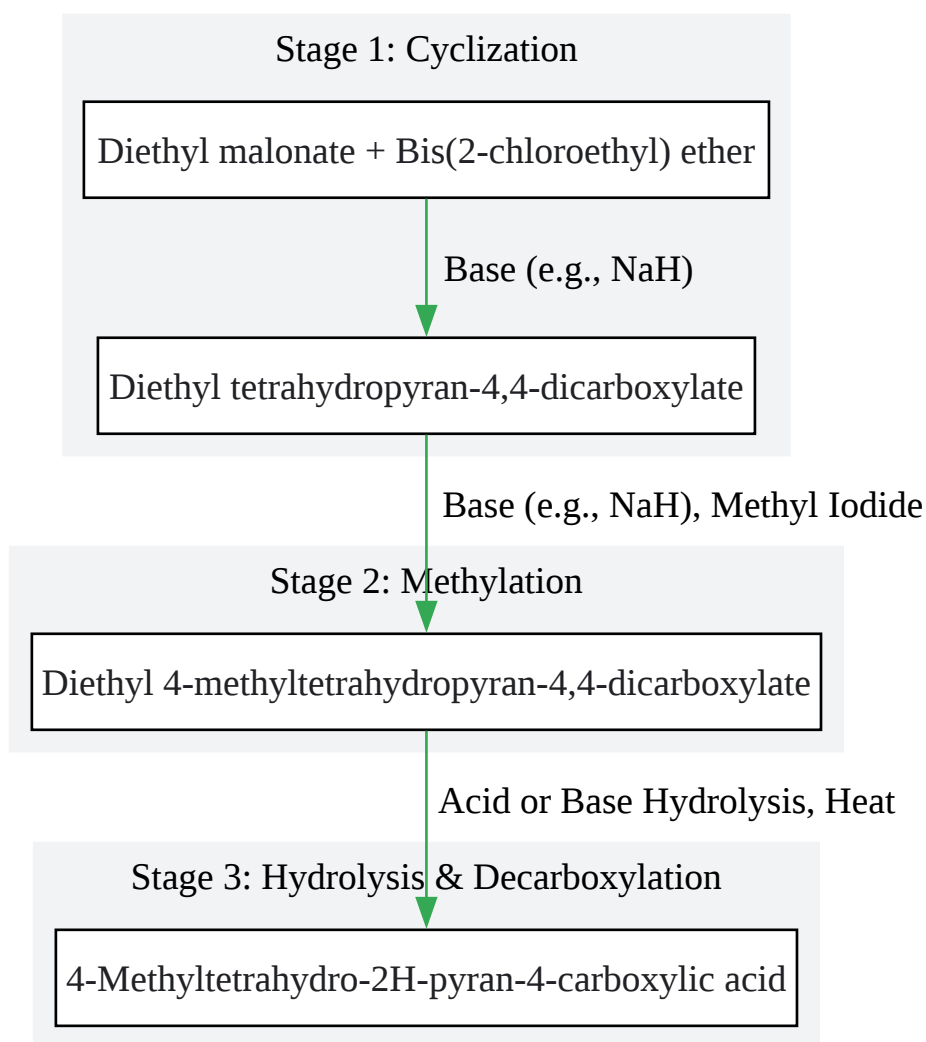 Stage 1: Cyclization
Diethyl malonate + Bis(2-chloroethyl) ether
Base (e.g., NaH)
Diethyl tetrahydropyran-4,4-dicarboxylate
Base (e.g., NaH), Methyl Iodide
Stage 2: Methylation
Diethyl 4-methyltetrahydropyran-4,4-dicarboxylate
Acid or Base Hydrolysis, Heat
Stage 3: Hydrolysis & Decarboxylation
4-Methyltetrahydro-2H-pyran-4-carboxylic acid